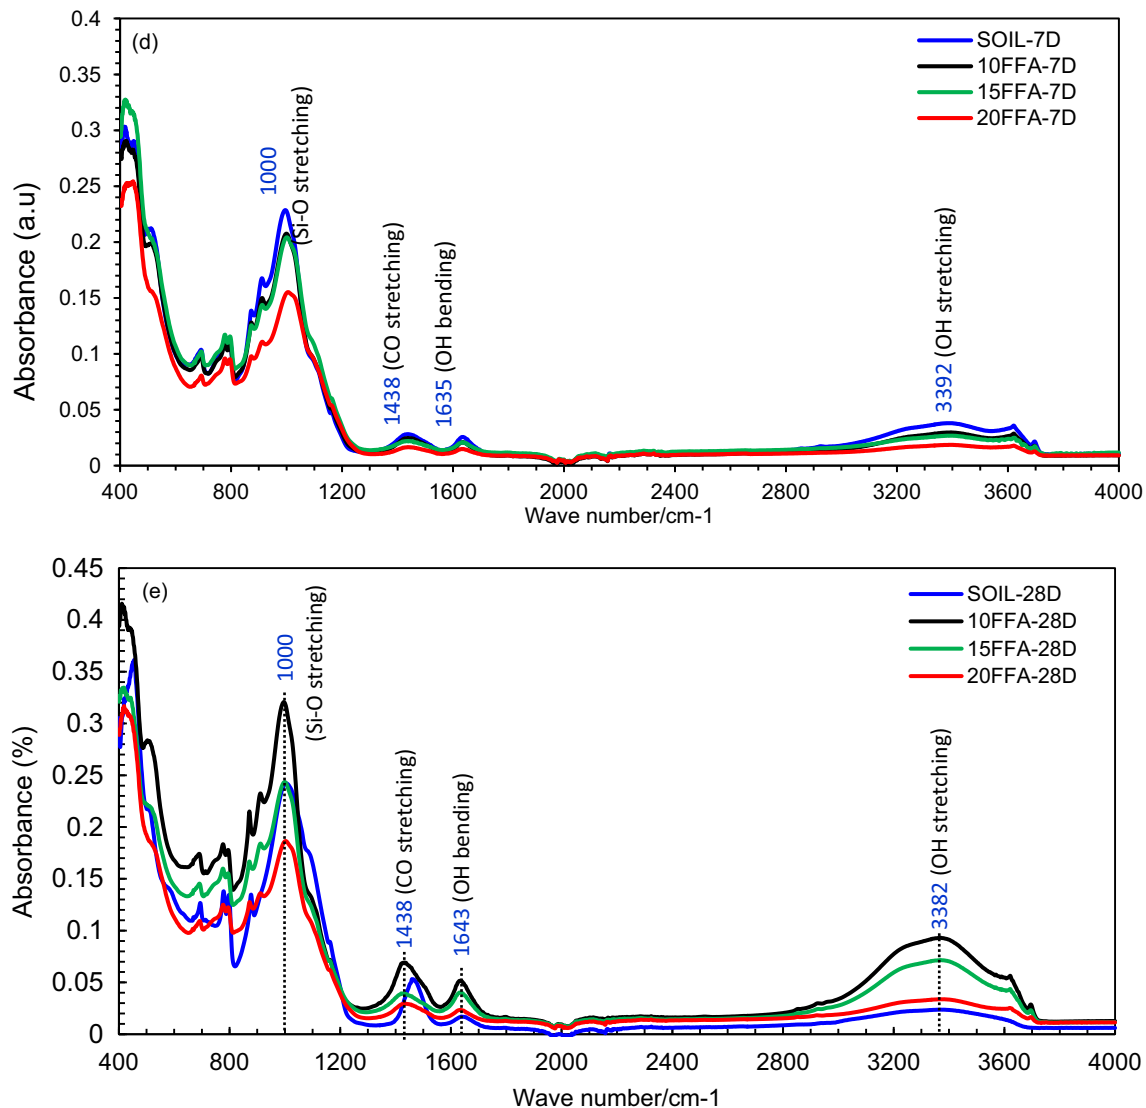 (d)
SOIL-7D
10FFA-7D
15FFA-7D
20FFA-7D
0.4
0.35
0.3
0.25
0.2
0.15
0.1
0.05
0
Absorbance (a.u)
1000
(Si-O stretching)
1438 (CO stretching)
1635 (OH bending)
3392 (OH stretching)
400 800 1200 1600 2000 2400 2800 3200 3600 4000
Wave number/cm-1
(e)
SOIL-28D
10FFA-28D
15FFA-28D
20FFA-28D
0.45
0.4
0.35
0.3
0.25
0.2
0.15
0.1
0.05
0
Absorbance (%)
1000
(Si-O stretching)
1438 (CO stretching)
1643 (OH bending)
3382 (OH stretching)
400 800 1200 1600 2000 2400 2800 3200 3600 4000
Wave number/cm-1